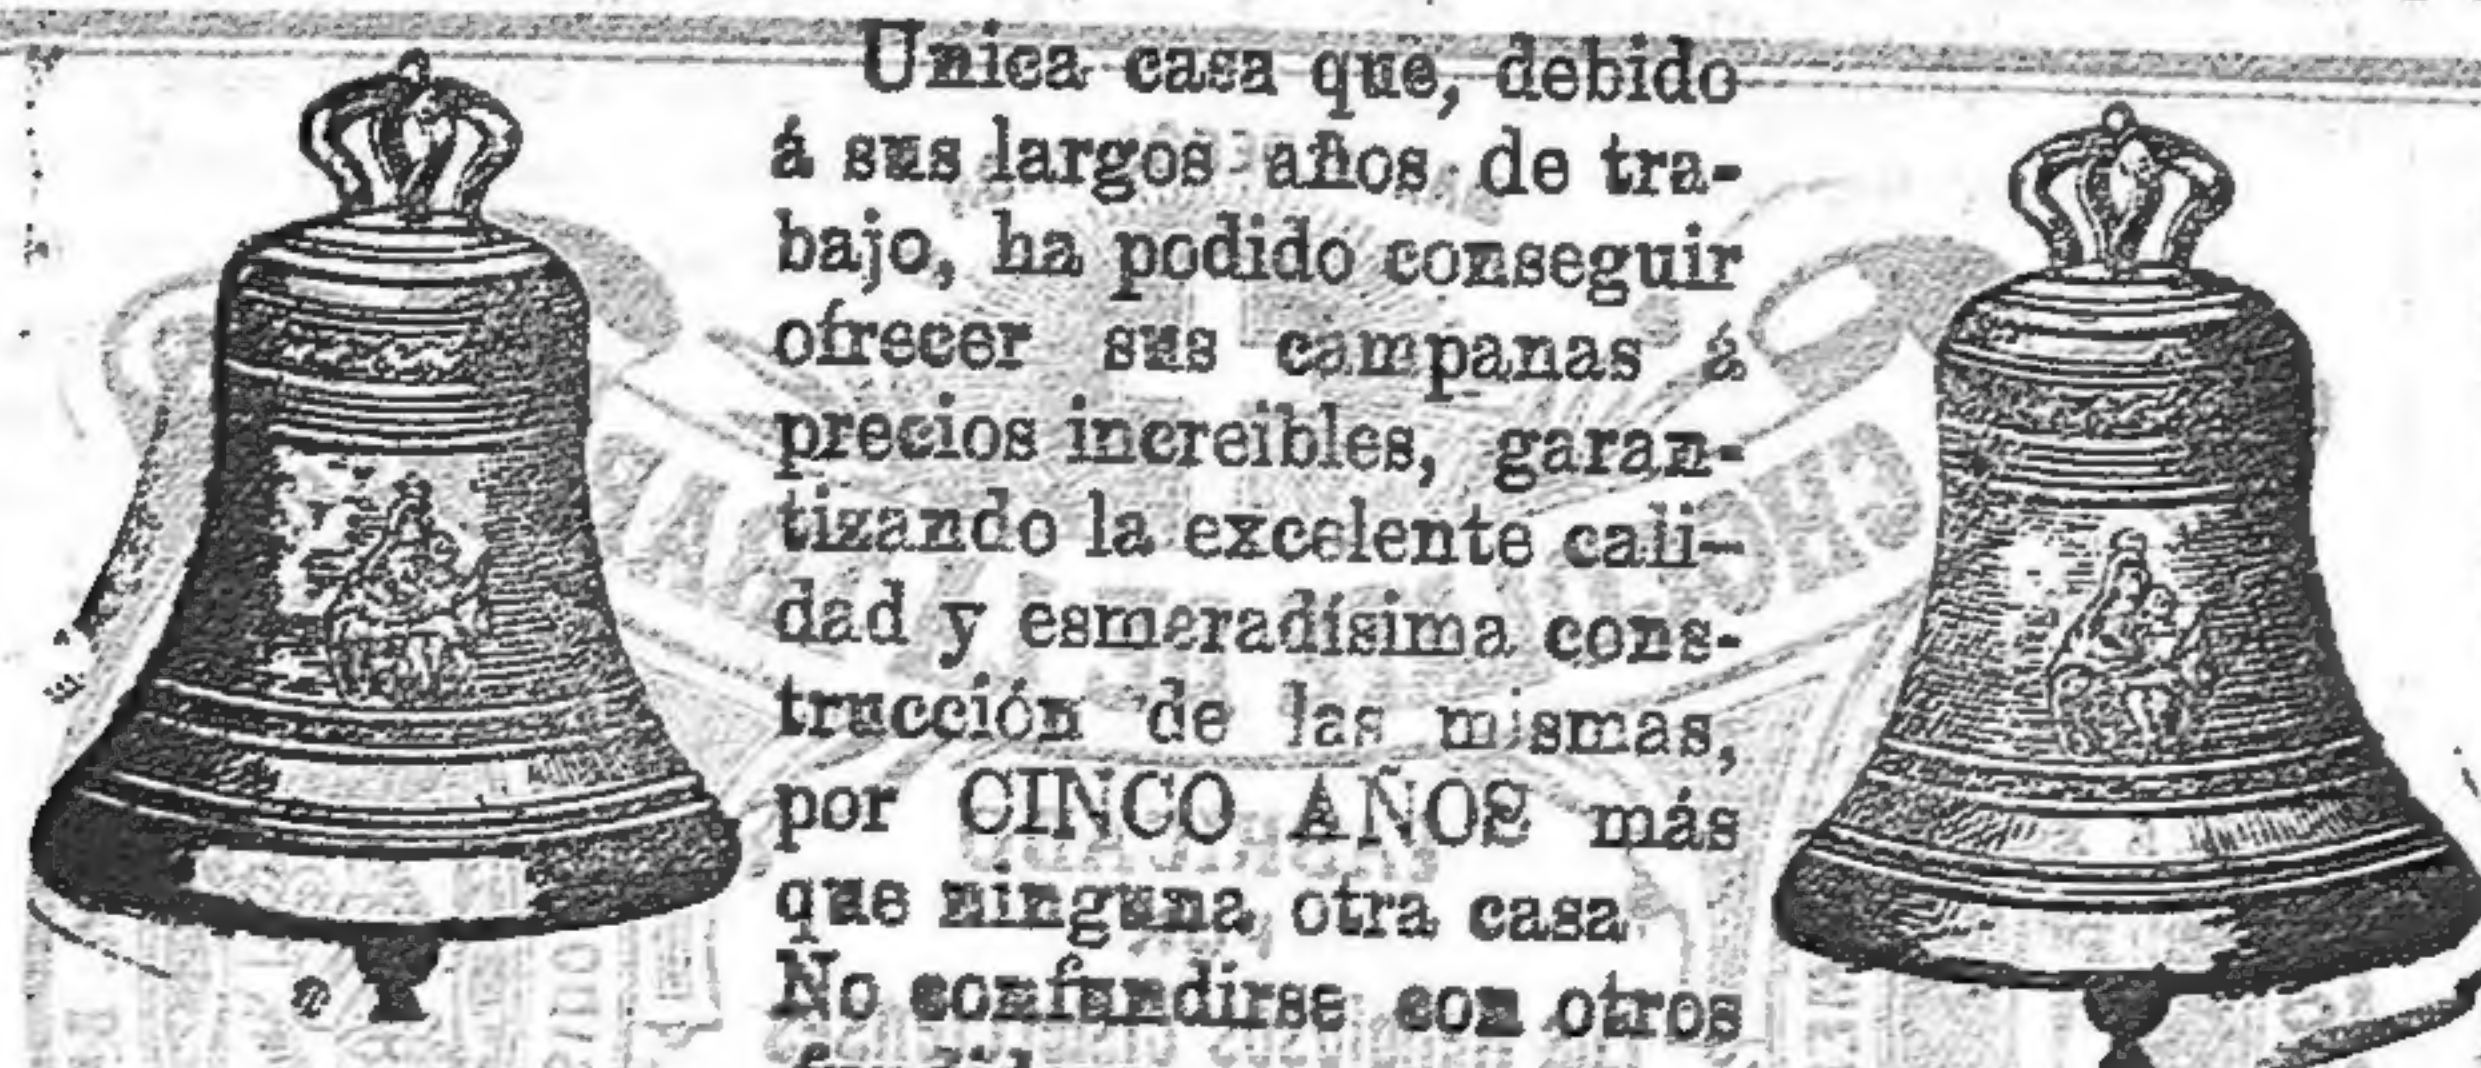 Unica casa que, debido
á sus largos años de tra-
bajo, ha podido conseguir
ofrecer sus campanas á
precios increibles, garan-
tizando la excelente cali-
dad y esmeradísima cons-
trucción de las mismas,
por CINCO AÑOS más
que ninguna otra casa
No confundirse con otros